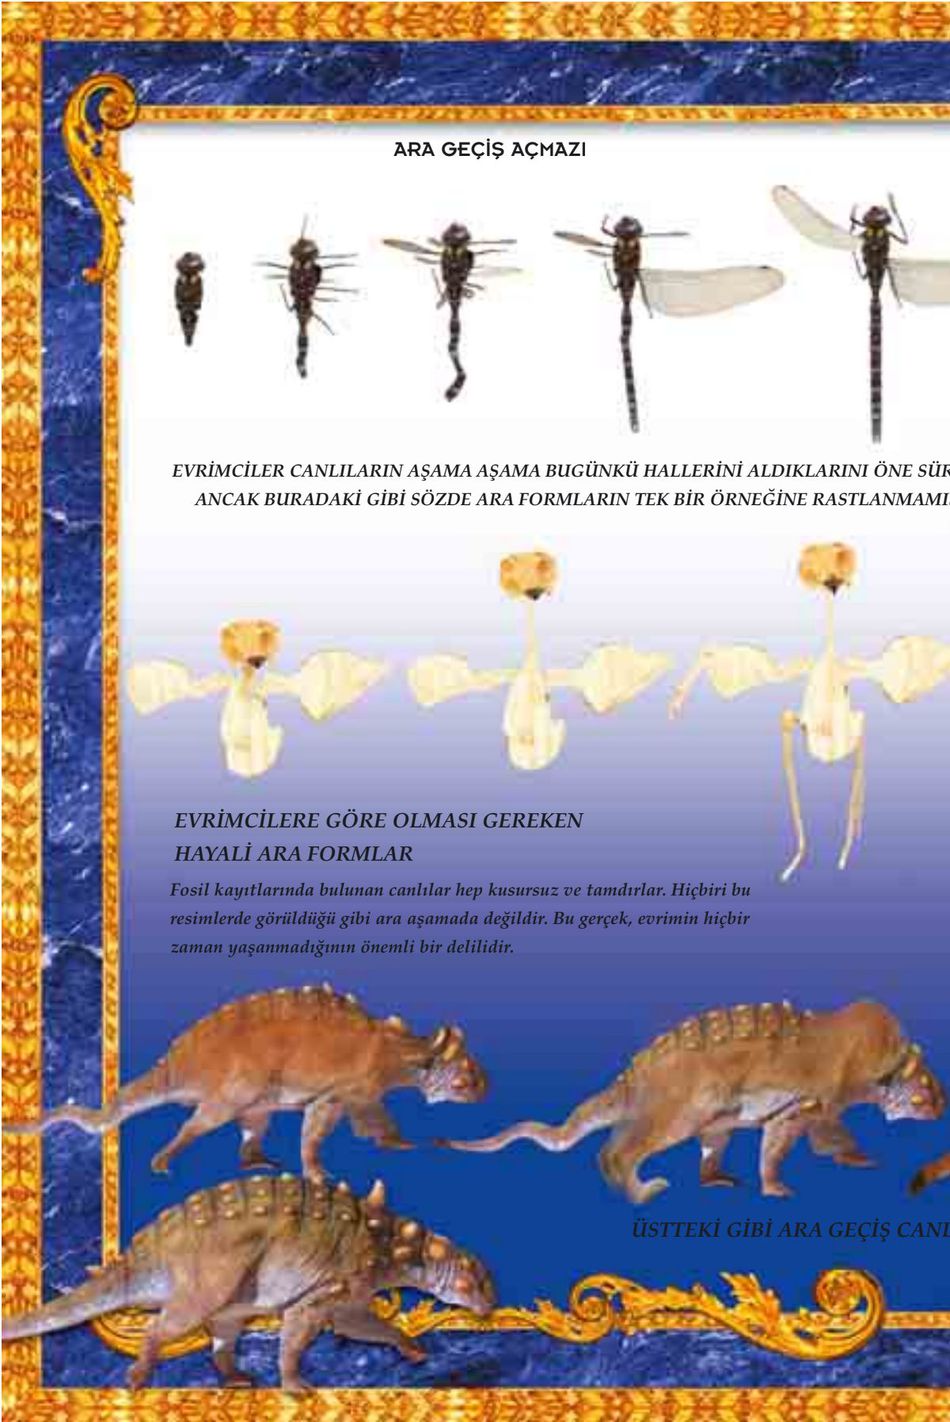 ARA GEÇİŞ AÇMAZI
EVRİMCİLER CANLILARIN AŞAMA AŞAMA BUGÜNKÜ HALLERİNİ ALDIKLARINI ÖNE SÜR
ANCAK BURADAKİ GİBİ SÖZDE ARA FORMLARIN TEK BİR ÖRNEĞİNE RASTLANMAMI
EVRİMCİLERE GÖRE OLMASI GEREKEN
HAYALİ ARA FORMLAR
Fosil kayıtlarında bulunan canlılar hep kusursuz ve tamdırlar. Hiçbiri bu
resimlerde görüldüğü gibi ara aşamada değildir. Bu gerçek, evrimin hiçbir
zaman yaşanmadığının önemli bir delilidir.
ÜSTTEKİ GİBİ ARA GEÇİŞ CANL